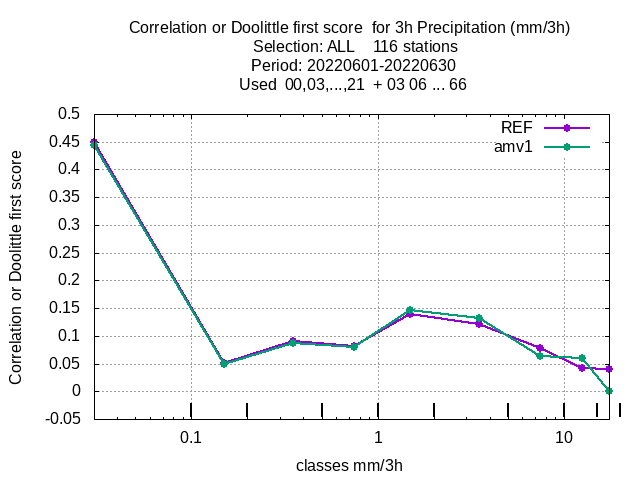 Correlation or Doolittle first score  for 3h Precipitation (mm/3h)
Selection: ALL    116 stations
Period: 20220601-20220630
Used  00,03,...,21  + 03 06 ... 66
REF
amv1
Correlation or Doolittle first score
0.5
0.45
0.4
0.35
0.3
0.25
0.2
0.15
0.1
0.05
0
-0.05
0.1 1 10
classes mm/3h